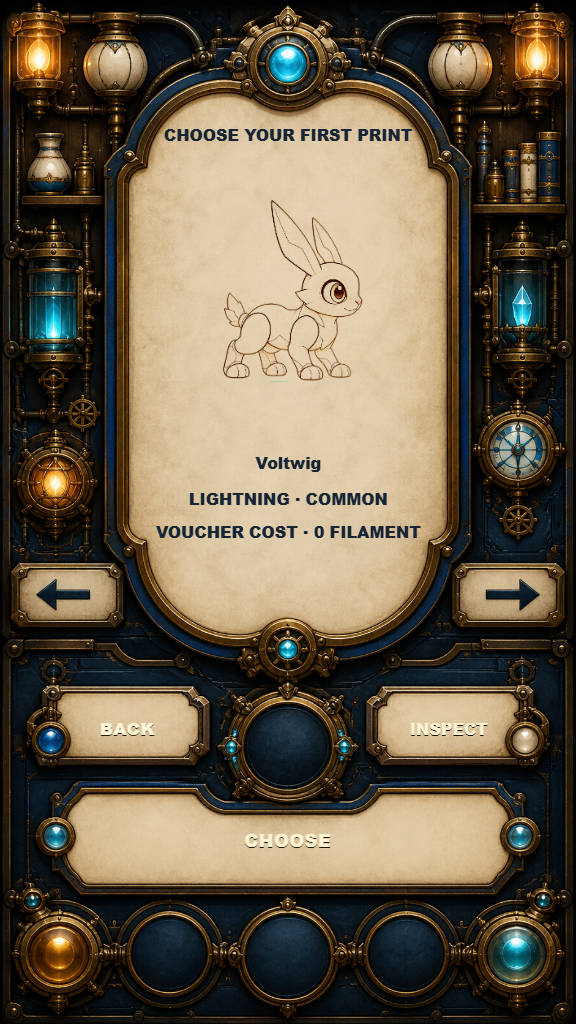 CHOOSE YOUR FIRST PRINT
Voltwig
LIGHTNING · COMMON
VOUCHER COST · 0 FILAMENT
BACK
INSPECT
CHOOSE